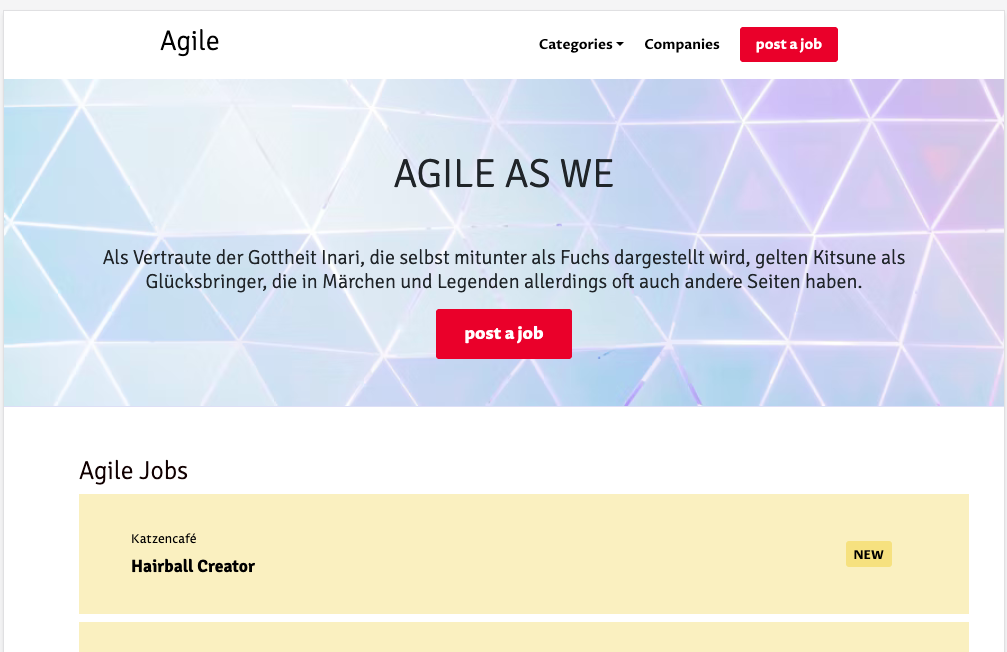 Agile
Categories
Companies
post a job
AGILE AS WE
Als Vertraute der Gottheit Inari, die selbst mitunter als Fuchs dargestellt wird, gelten Kitsune als
Glücksbringer, die in Märchen und Legenden allerdings oft auch andere Seiten haben.
post a job
Agile Jobs
Katzencafé
Hairball Creator
NEW